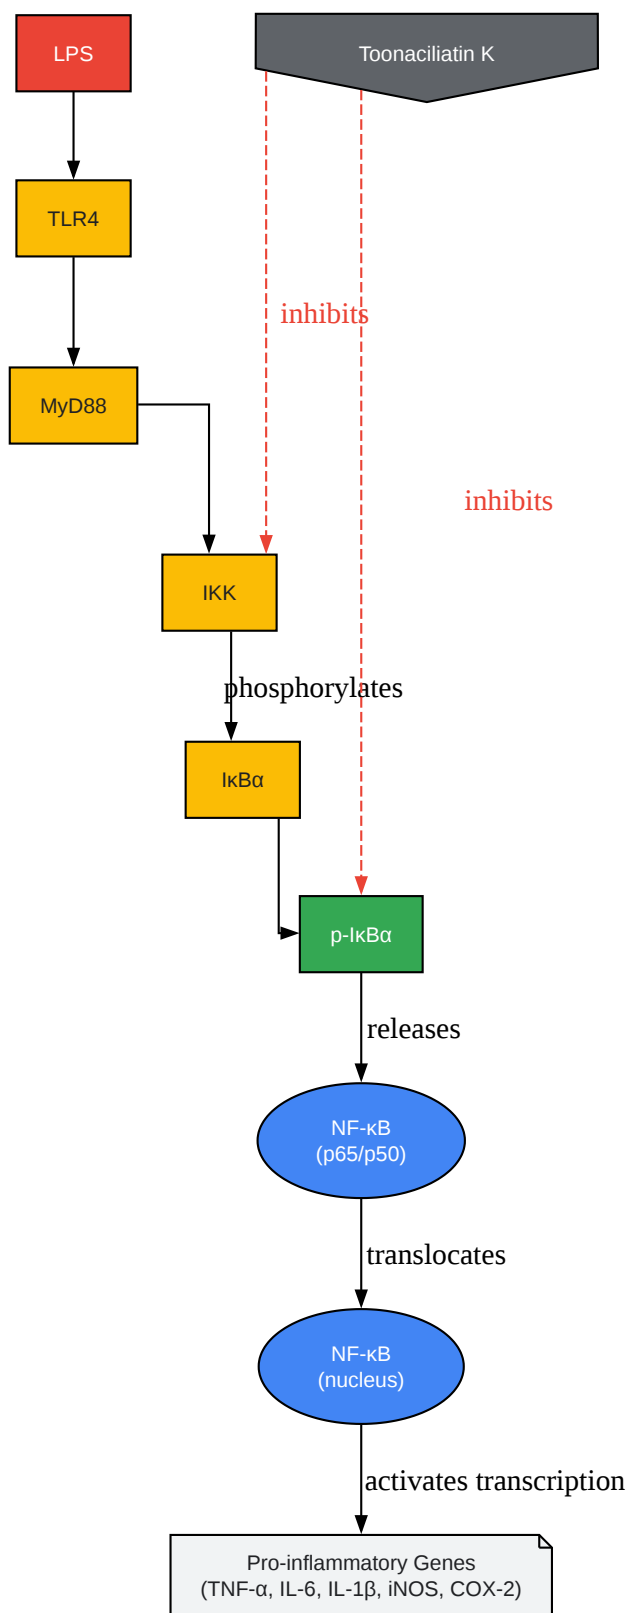 LPS
Toonaciliatin K
TLR4
inhibits
MyD88
inhibits
IKK
phosphorylates
IκBα
p-IκBα
releases
NF-κB
(p65/p50)
translocates
NF-κB
(nucleus)
activates transcription
Pro-inflammatory Genes
(TNF-α, IL-6, IL-1β, iNOS, COX-2)